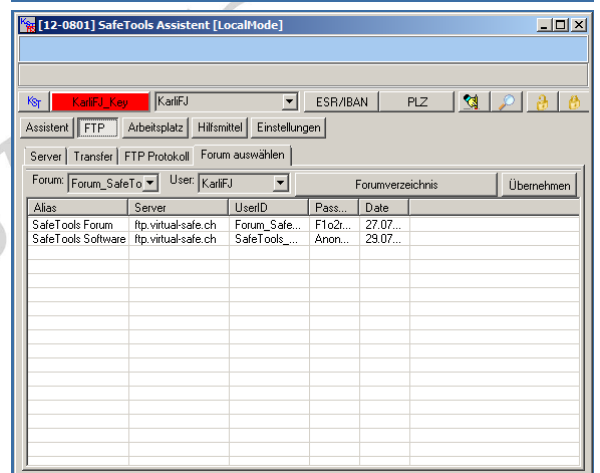 [12-0801] SafeTools Assistent [LocalMode]
KST KarliFJ_Key KarliFJ ESR/IBAN PLZ
Assistent FTP Arbeitsplatz Hilfsmittel Einstellungen
Server Transfer FTP Protokoll Forum auswählen
Forum: Forum_SafeTo User: KarliFJ Forumverzeichnis Übernehmen
Alias Server UserID Pass... Date
SafeTools Forum ftp.virtual-safe.ch Forum_Safe... F1o2r... 27.07...
SafeTools Software ftp.virtual-safe.ch SafeTools_... Anon... 29.07...